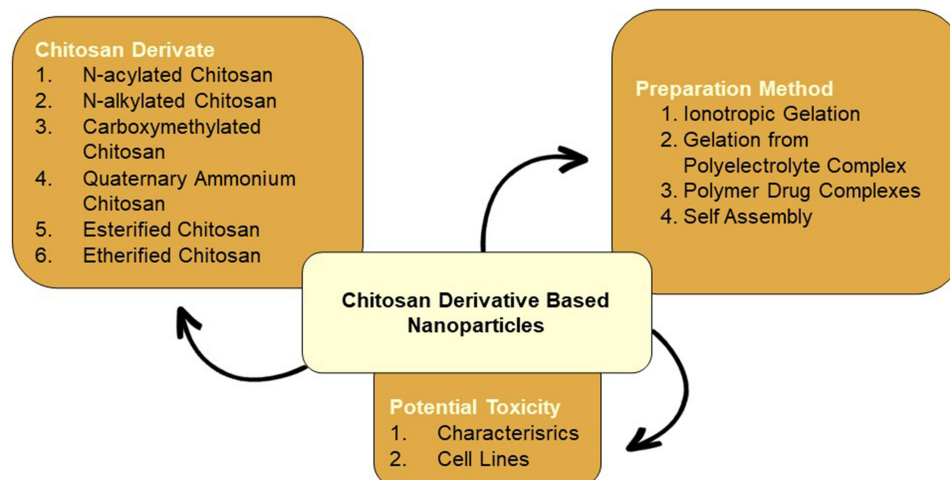 Chitosan Derivate
1. N-acylated Chitosan
2. N-alkylated Chitosan
3. Carboxymethylated
Chitosan
4. Quaternary Ammonium
Chitosan
5. Esterified Chitosan
6. Etherified Chitosan
Preparation Method
1. Ionotropic Gelation
2. Gelation from
Polyelectrolyte Complex
3. Polymer Drug Complexes
4. Self Assembly
Chitosan Derivative Based
Nanoparticles
Potential Toxicity
1. Characterisrics
2. Cell Lines